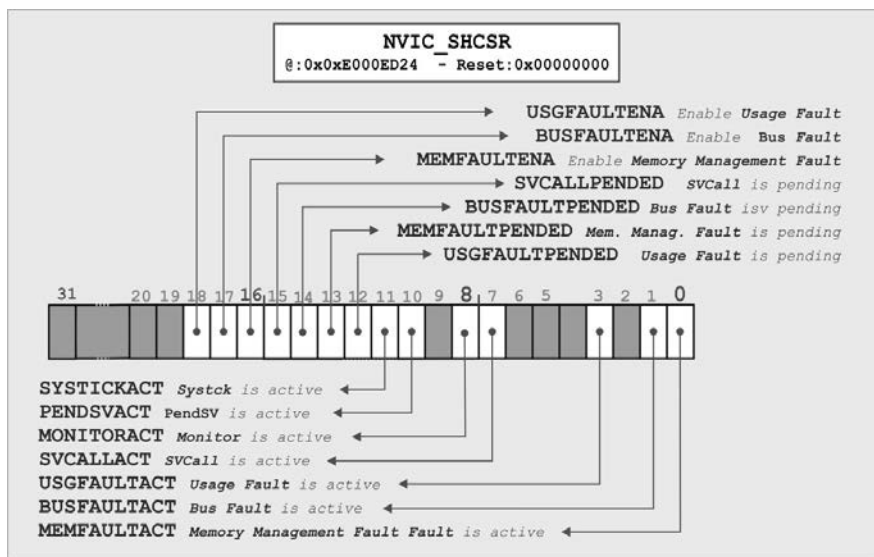 NVIC_SHCSR
@:0x0xE000ED24 - Reset:0x00000000
USGFAULTENA Enable Usage Fault
BUSFAULTENA Enable Bus Fault
MEMFAULTENA Enable Memory Management Fault
SVCALLPENDED SVCall is pending
BUSFAULTPENDED Bus Fault isv pending
MEMFAULTPENDED Mem. Manag. Fault is pending
USGFAULTPENDED Usage Fault is pending
31 20 19 18 17 16 15 14 13 12 11 10 9 8 7 6 5 3 2 1 0
SYSTICKACT Systck is active
PENDSVACT PendSV is active
MONITORACT Monitor is active
SVCALLACT SVCall is active
USGFAULTACT Usage Fault is active
BUSFAULTACT Bus Fault is active
MEMFAULTACT Memory Management Fault Fault is active